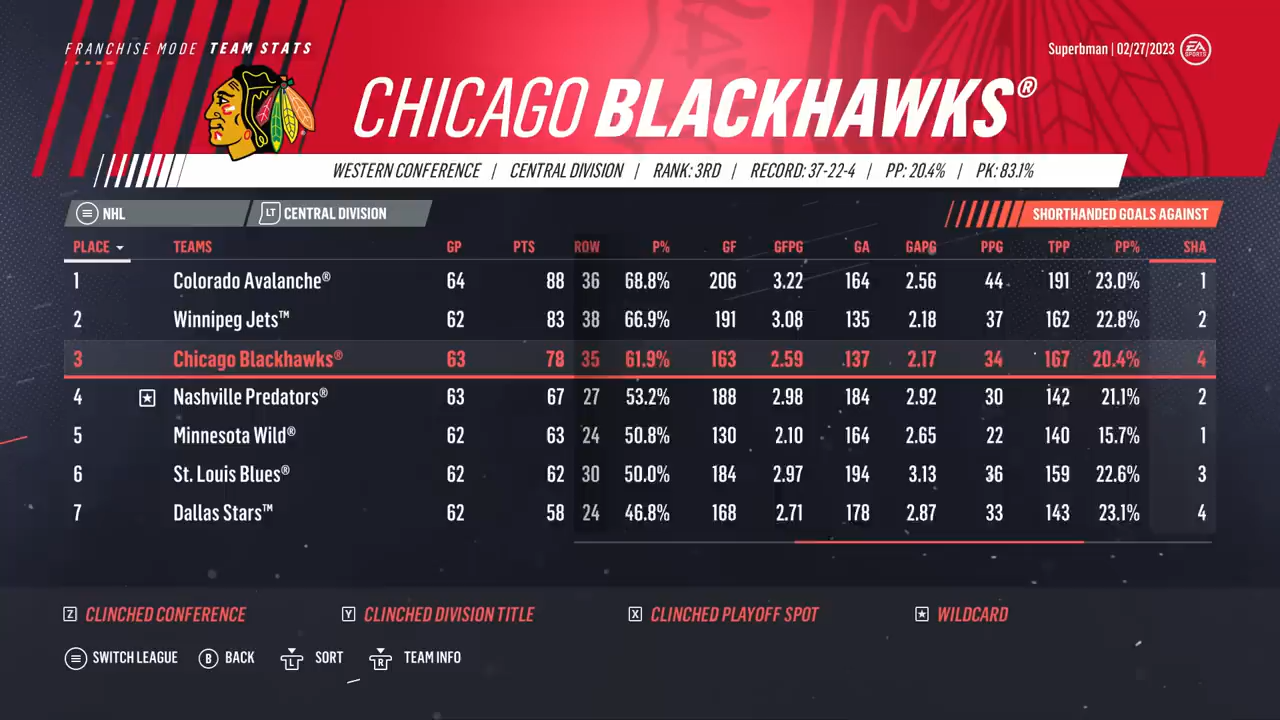 FRANCHISE MODE TEAM STATS
Superbman | 02/27/2023 EA SPORTS
CHICAGO BLACKHAWKS®
WESTERN CONFERENCE / CENTRAL DIVISION / RANK: 3RD / RECORD: 37-22-4 / PP: 20.4% / PK: 83.1%
NHL LT CENTRAL DIVISION SHORTHANDED GOALS AGAINST
PLACE TEAMS GP PTS ROW P% GF GFPG GA GAPG PPG TPP PP% SHA
1 Colorado Avalanche® 64 88 36 68.8% 206 3.22 164 2.56 44 191 23.0% 1
2 Winnipeg Jets™ 62 83 38 66.9% 191 3.08 135 2.18 37 162 22.8% 2
3 Chicago Blackhawks® 63 78 35 61.9% 163 2.59 137 2.17 34 167 20.4% 4
4 Nashville Predators® 63 67 27 53.2% 188 2.98 184 2.92 30 142 21.1% 2
5 Minnesota Wild® 62 63 24 50.8% 130 2.10 164 2.65 22 140 15.7% 1
6 St. Louis Blues® 62 62 30 50.0% 184 2.97 194 3.13 36 159 22.6% 3
7 Dallas Stars™ 62 58 24 46.8% 168 2.71 178 2.87 33 143 23.1% 4
Z CLINCHED CONFERENCE Y CLINCHED DIVISION TITLE X CLINCHED PLAYOFF SPOT WILDCARD
SWITCH LEAGUE B BACK L SORT R TEAM INFO